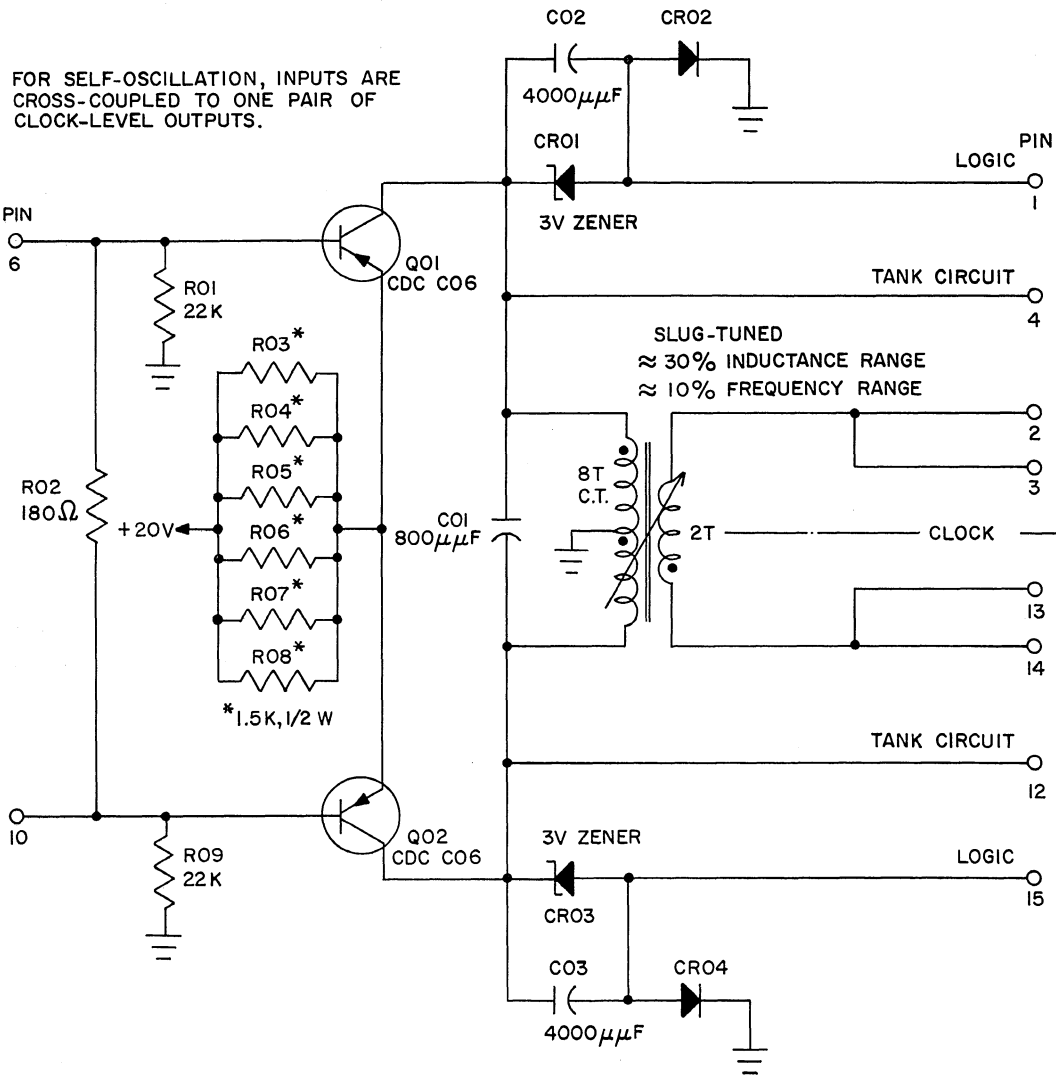 CO2
CRO2
FOR SELF-OSCILLATION, INPUTS ARE
CROSS-COUPLED TO ONE PAIR OF
CLOCK-LEVEL OUTPUTS.
4000μμF
CRO1
PIN
LOGIC
1
3V ZENER
PIN
6
QO1
CDC CO6
RO1
22K
TANK CIRCUIT
4
SLUG-TUNED
≈ 30% INDUCTANCE RANGE
≈ 10% FREQUENCY RANGE
RO3*
RO4*
2
3
8T
C.T.
RO5*
RO2
180Ω
+20V
RO6*
CO1
800μμF
2T
CLOCK
RO7*
13
RO8*
14
*1.5K, 1/2 W
TANK CIRCUIT
12
10
QO2
CDC CO6
3V ZENER
LOGIC
15
RO9
22K
CRO3
CO3
CRO4
4000μμF